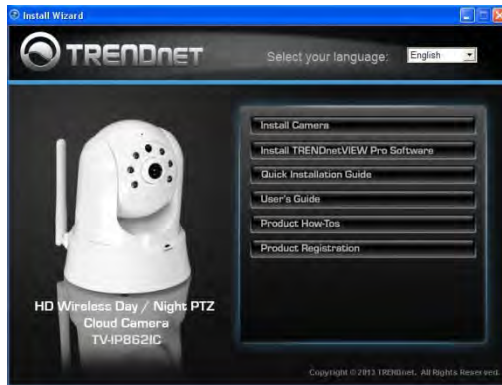 Install Wizard
TRENDNET
Select your language:
English
Install Camera
Install TRENDnetVIEW Pro Software
Quick Installation Guide
User's Guide
Product How-Tos
Product Registration
HD Wireless Day / Night PTZ
Cloud Camera
TV-IP862IC
Copyright © 2013 TRENDnet. All Rights Reserved.